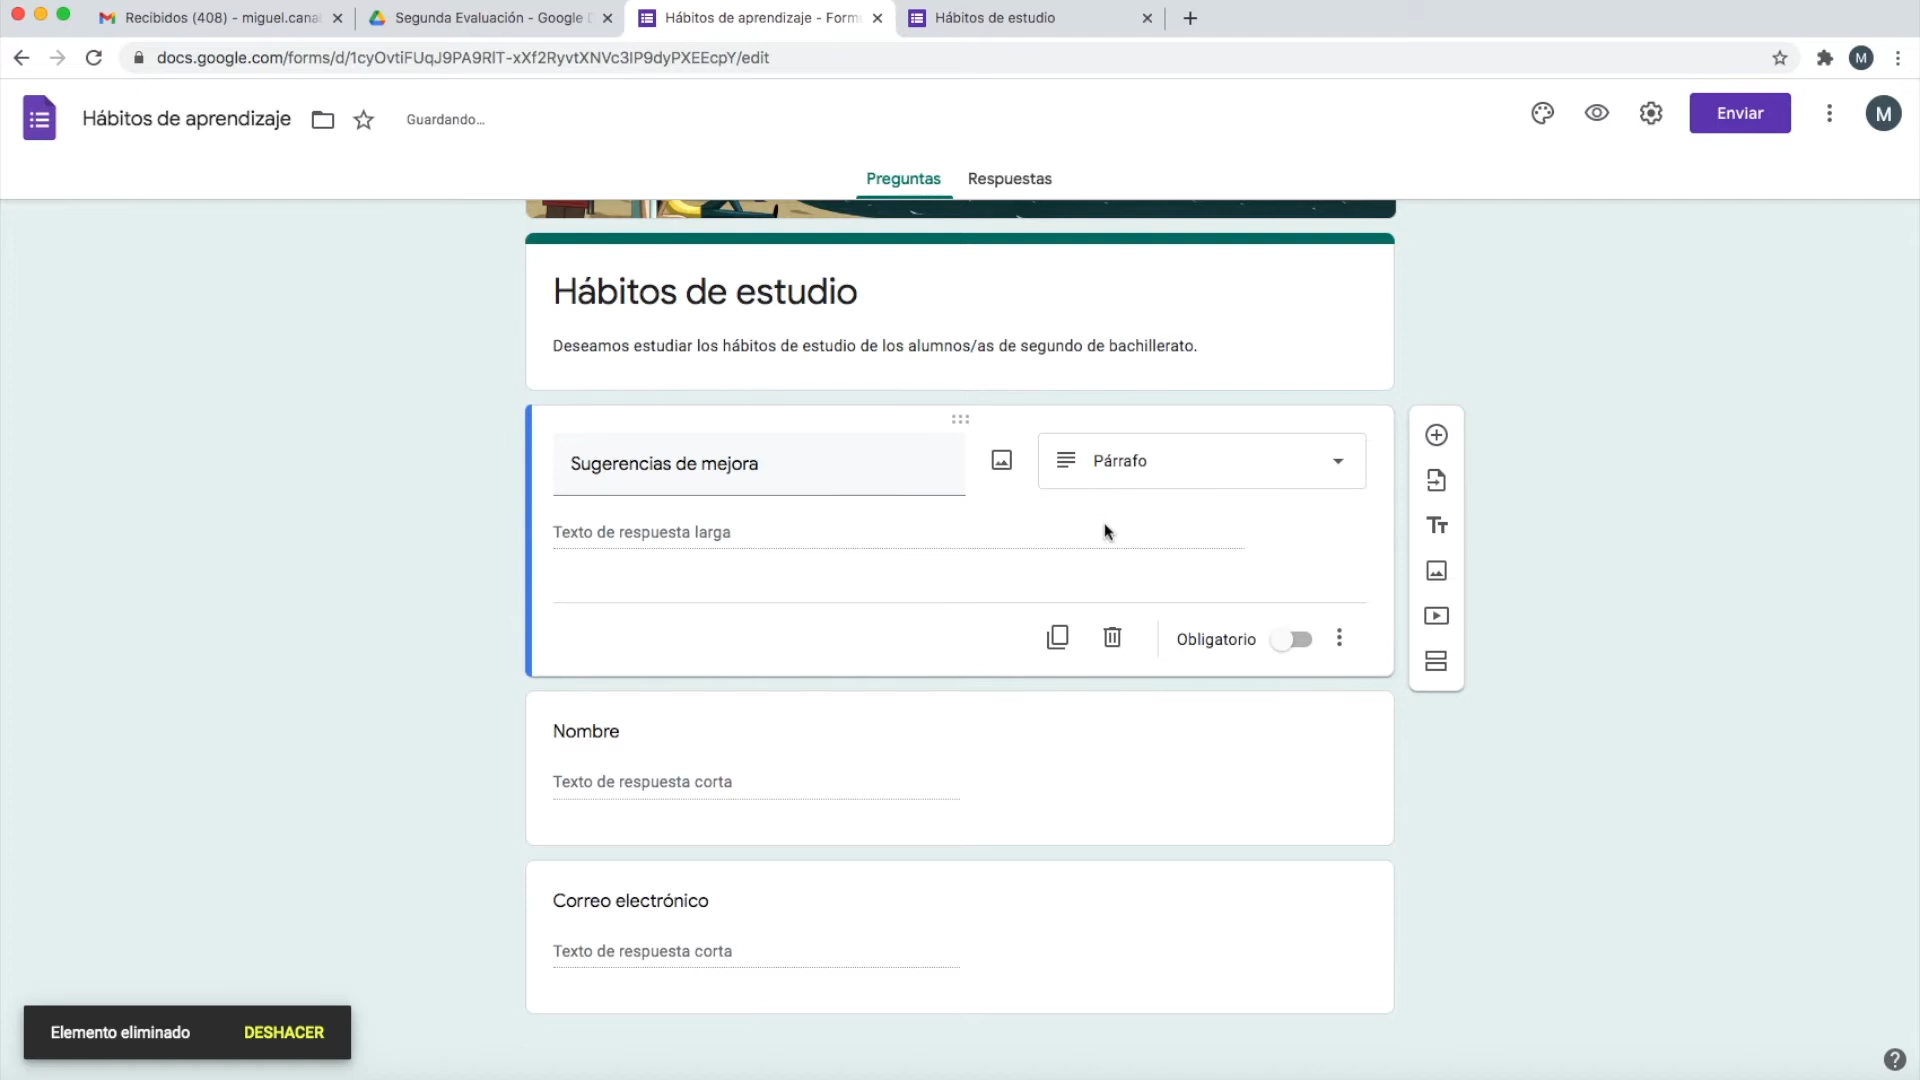 Recibidos (408) - miguel.cana
Segunda Evaluación - Google D
Hábitos de aprendizaje - Form
Hábitos de estudio
docs.google.com/forms/d/1cyOvtiFUqJ9PA9RlT-xXf2RyvtXNVc3IP9dyPXEEcpY/edit
M
Hábitos de aprendizaje
Guardando...
Enviar
M
Preguntas
Respuestas
Hábitos de estudio
Deseamos estudiar los hábitos de estudio de los alumnos/as de segundo de bachillerato.
Sugerencias de mejora
Párrafo
Texto de respuesta larga
Obligatorio
Nombre
Texto de respuesta corta
Correo electrónico
Texto de respuesta corta
Elemento eliminado
DESHACER